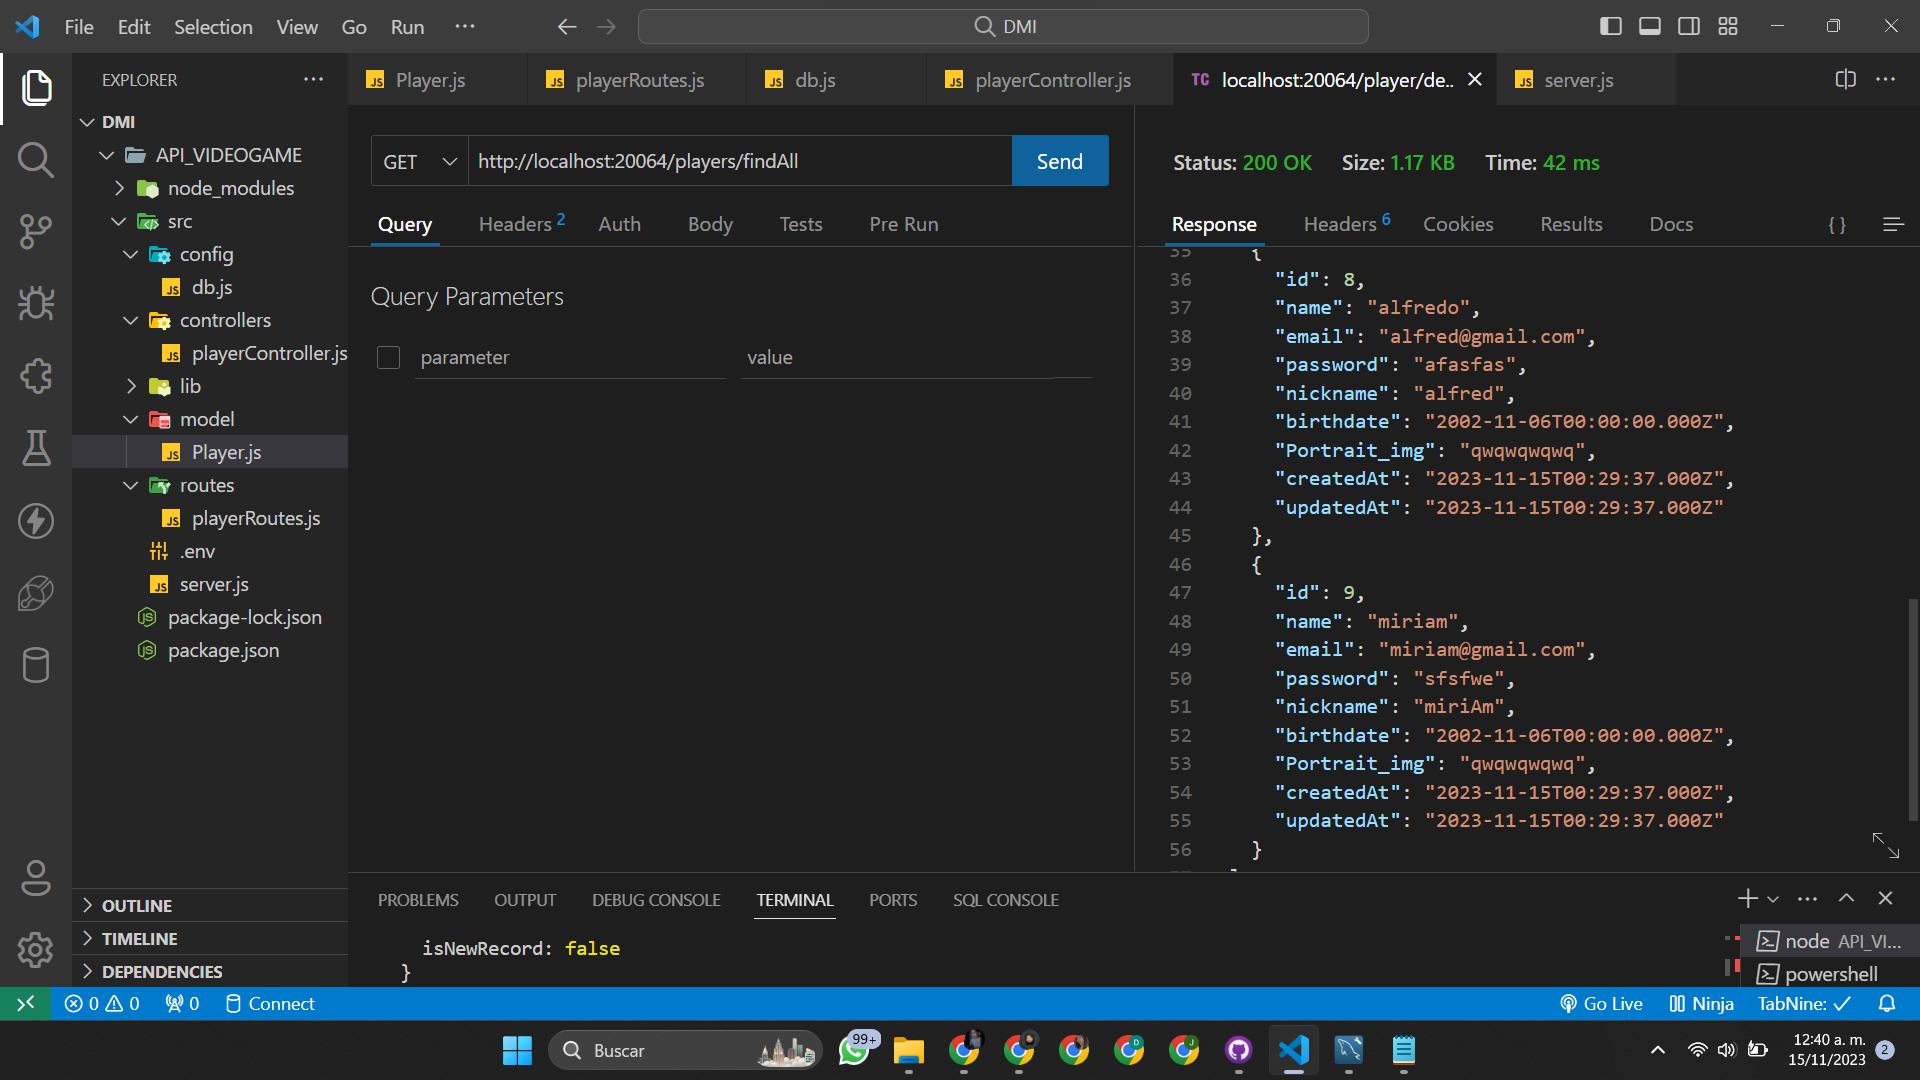 File Edit Selection View Go Run ··· DMI
EXPLORER ···
Player.js playerRoutes.js db.js playerController.js TC localhost:20064/player/de.. server.js ···
DMI
API_VIDEOGAME
node_modules
src
config
db.js
controllers
playerController.js
lib
model
Player.js
routes
playerRoutes.js
.env
server.js
package-lock.json
package.json
OUTLINE
TIMELINE
DEPENDENCIES
GET http://localhost:20064/players/findAll Send
Query Headers 2 Auth Body Tests Pre Run
Query Parameters
parameter value
Status: 200 OK Size: 1.17 KB Time: 42 ms
Response Headers 6 Cookies Results Docs { }
35 {
36 "id": 8,
37 "name": "alfredo",
38 "email": "alfred@gmail.com",
39 "password": "afasfas",
40 "nickname": "alfred",
41 "birthdate": "2002-11-06T00:00:00.000Z",
42 "Portrait_img": "qwqwqwqwq",
43 "createdAt": "2023-11-15T00:29:37.000Z",
44 "updatedAt": "2023-11-15T00:29:37.000Z"
45 },
46 {
47 "id": 9,
48 "name": "miriam",
49 "email": "miriam@gmail.com",
50 "password": "sfsfwe",
51 "nickname": "miriAm",
52 "birthdate": "2002-11-06T00:00:00.000Z",
53 "Portrait_img": "qwqwqwqwq",
54 "createdAt": "2023-11-15T00:29:37.000Z",
55 "updatedAt": "2023-11-15T00:29:37.000Z"
56 }
PROBLEMS OUTPUT DEBUG CONSOLE TERMINAL PORTS SQL CONSOLE ···
isNewRecord: false
}
node API_VI...
powershell
0 0 0 Connect Go Live Ninja TabNine:
Buscar 99+ 12:40 a. m.
15/11/2023 2